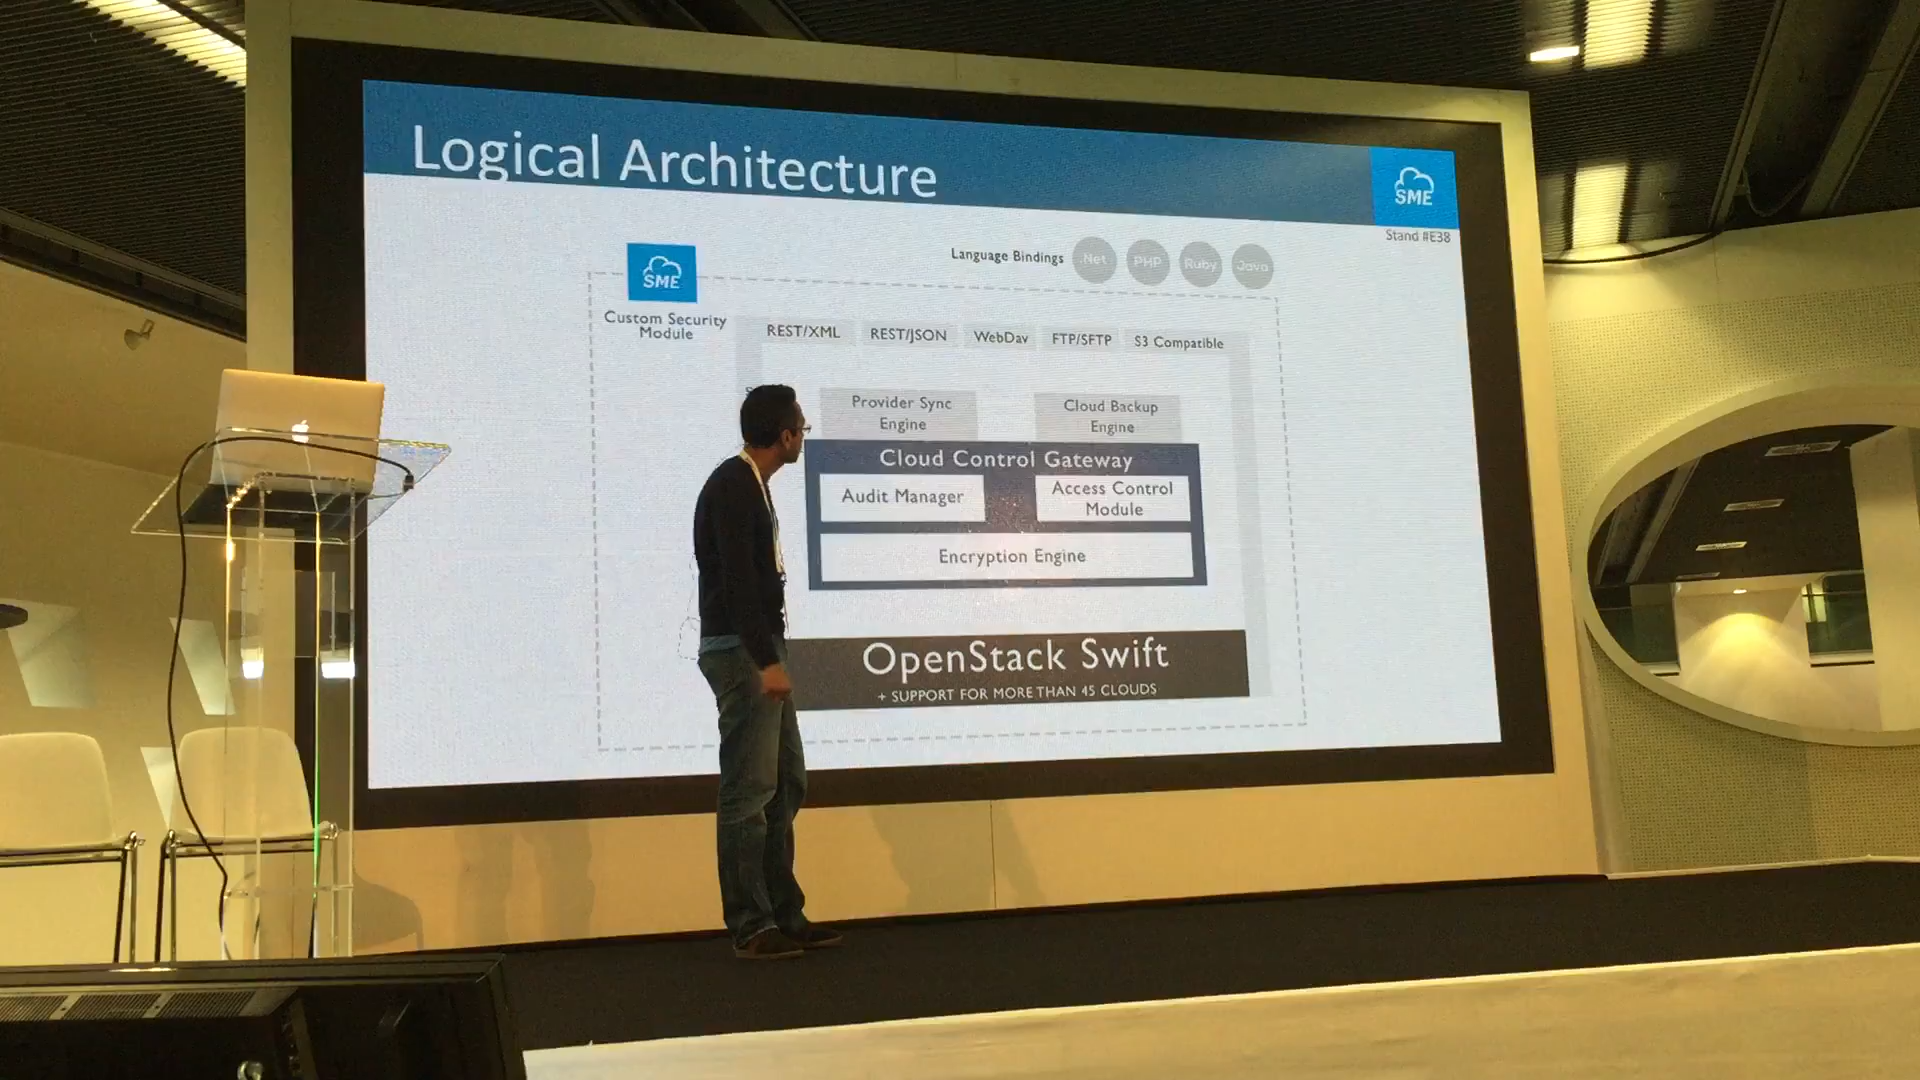 Logical Architecture
SME
Stand #E38
Language Bindings
.Net
PHP
Ruby
Java
SME
Custom Security
Module
REST/XML
REST/JSON
WebDav
FTP/SFTP
S3 Compatible
Provider Sync
Engine
Cloud Backup
Engine
Cloud Control Gateway
Audit Manager
Access Control
Module
Encryption Engine
OpenStack Swift
+ SUPPORT FOR MORE THAN 45 CLOUDS